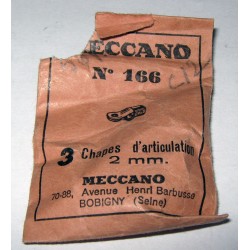 MECCANO
N° 166
3 Chapes d'articulation
2 mm.
MECCANO
70-88, Avenue Henri Barbusse
BOBIGNY (Seine)